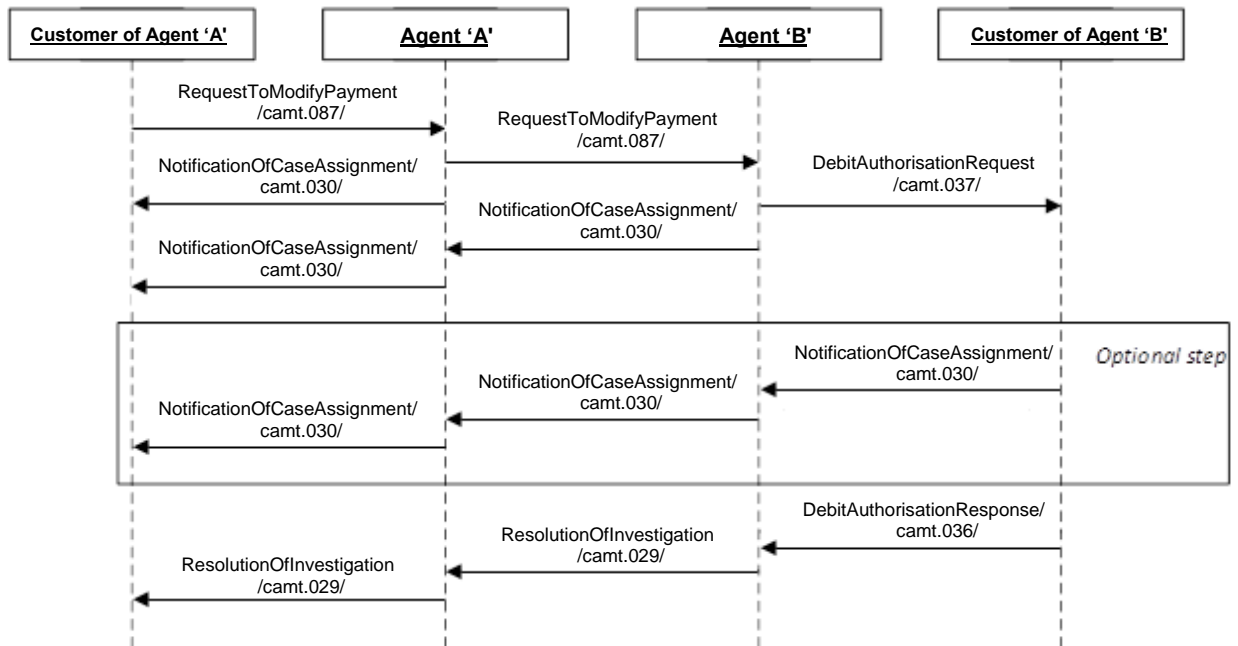 Customer of Agent ‘A'
Agent ‘A'
Agent ‘B'
Customer of Agent ‘B'
RequestToModifyPayment
/camt.087/
RequestToModifyPayment
/camt.087/
NotificationOfCaseAssignment/
camt.030/
DebitAuthorisationRequest
/camt.037/
NotificationOfCaseAssignment/
camt.030/
NotificationOfCaseAssignment/
camt.030/
Optional step
NotificationOfCaseAssignment/
camt.030/
NotificationOfCaseAssignment/
camt.030/
NotificationOfCaseAssignment/
camt.030/
DebitAuthorisationResponse/
camt.036/
ResolutionOfInvestigation
/camt.029/
ResolutionOfInvestigation
/camt.029/